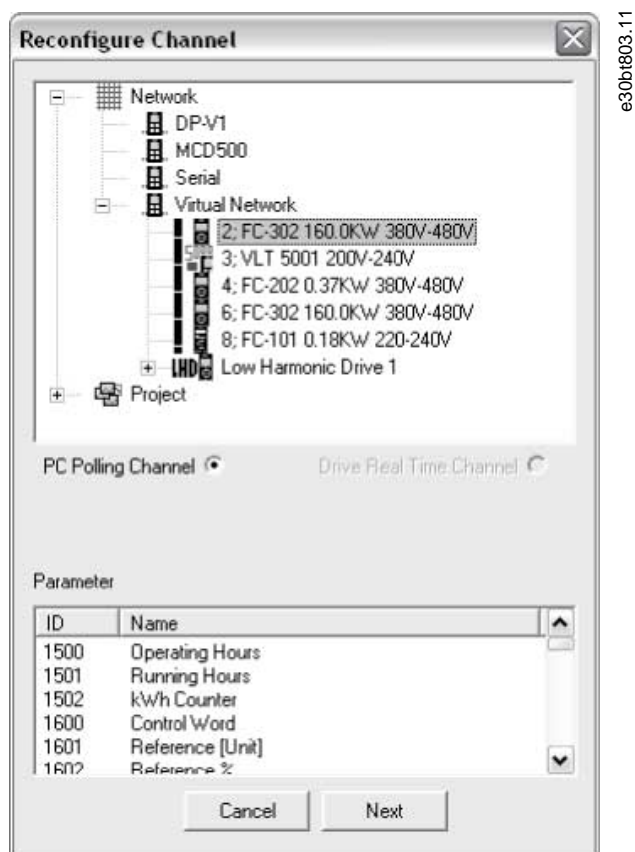 Reconfigure Channel
e30bt803.11
Network
DP-V1
MCD500
Serial
Virtual Network
2; FC-302 160.0KW 380V-480V
3; VLT 5001 200V-240V
4; FC-202 0.37KW 380V-480V
6; FC-302 160.0KW 380V-480V
8; FC-101 0.18KW 220-240V
LHD Low Harmonic Drive 1
Project
PC Polling Channel Drive Real Time Channel
Parameter
ID Name
1500 Operating Hours
1501 Running Hours
1502 kWh Counter
1600 Control Word
1601 Reference [Unit]
1602 Reference %
Cancel Next